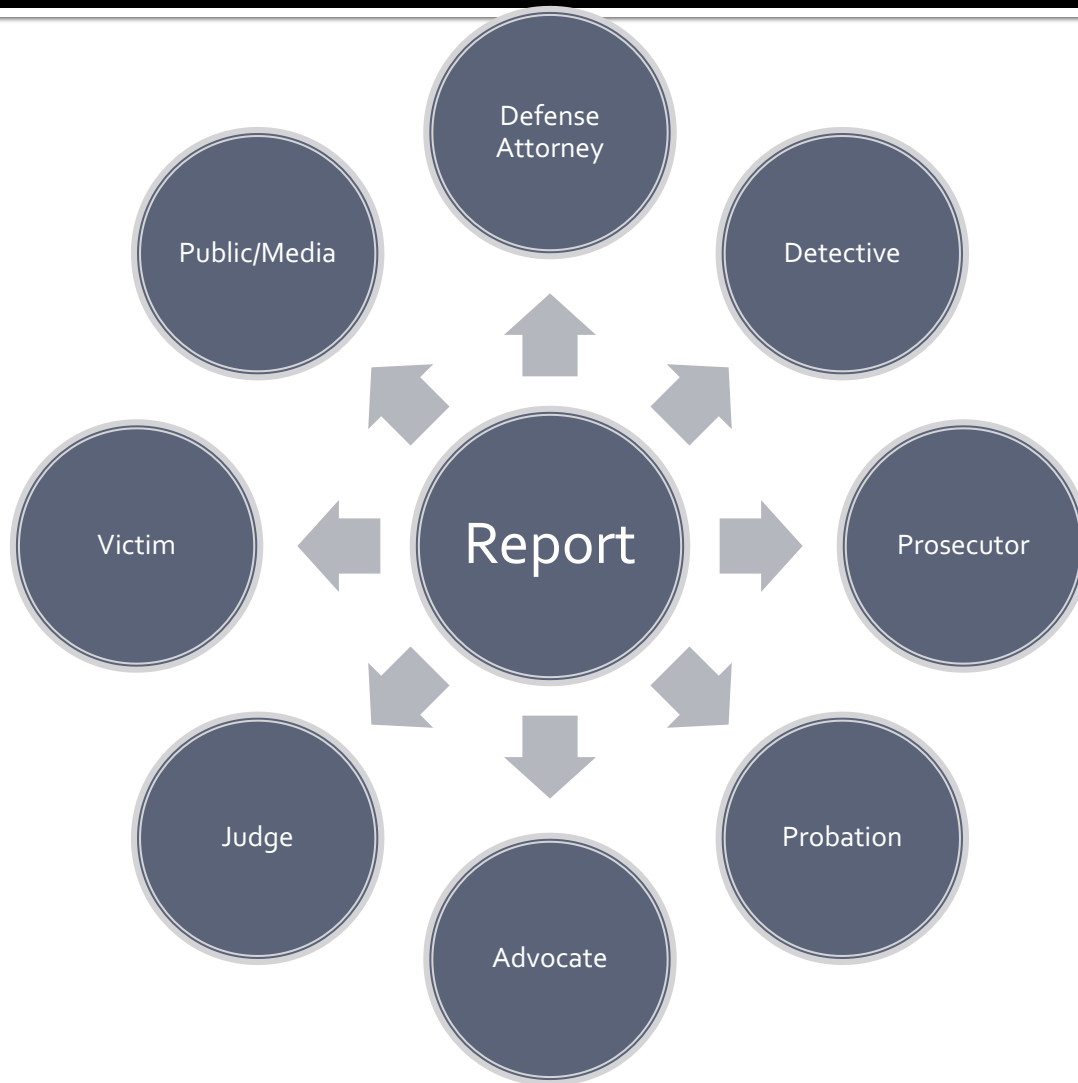 Defense
Attorney
Public/Media
Detective
Victim
Report
Prosecutor
Judge
Probation
Advocate